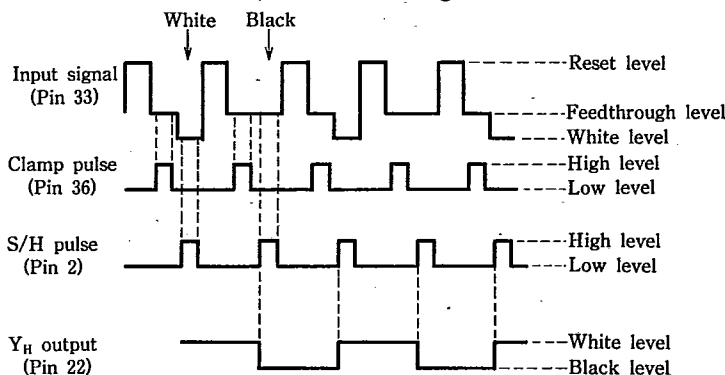 White
Black
Input signal
(Pin 33)
Reset level
Feedthrough level
White level
Clamp pulse
(Pin 36)
High level
Low level
S/H pulse
(Pin 2)
High level
Low level
Y_H output
(Pin 22)
White level
Black level